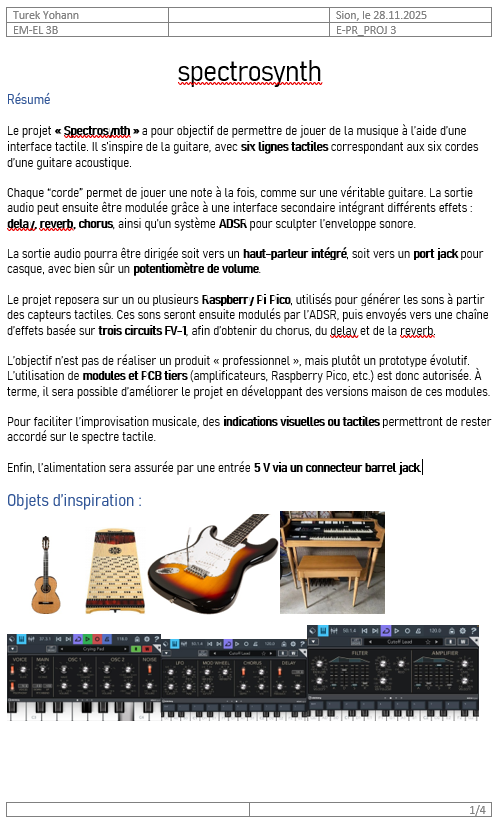 Turek Yohann
Sion, le 28.11.2025
EM-EL 3B
E-PR_PROJ 3
spectrosynth
Résumé
Le projet « Spectrosynth » a pour objectif de permettre de jouer de la musique à l'aide d'une
interface tactile. Il s'inspire de la guitare, avec six lignes tactiles correspondant aux six cordes
d'une guitare acoustique.
Chaque “corde” permet de jouer une note à la fois, comme sur une véritable guitare. La sortie
audio peut ensuite être modulée grâce à une interface secondaire intégrant différents effets :
delay, reverb, chorus, ainsi qu'un système ADSR pour sculpter l'enveloppe sonore.
La sortie audio pourra être dirigée soit vers un haut-parleur intégré, soit vers un port jack pour
casque, avec bien sûr un potentiomètre de volume.
Le projet reposera sur un ou plusieurs Raspberry Pi Pico, utilisés pour générer les sons à partir
des capteurs tactiles. Ces sons seront ensuite modulés par l'ADSR, puis envoyés vers une chaîne
d'effets basée sur trois circuits FV-1, afin d'obtenir du chorus, du delay et de la reverb.
L'objectif n'est pas de réaliser un produit « professionnel », mais plutôt un prototype évolutif.
L'utilisation de modules et PCB tiers (amplificateurs, Raspberry Pico, etc.) est donc autorisée. À
terme, il sera possible d'améliorer le projet en développant des versions maison de ces modules.
Pour faciliter l'improvisation musicale, des indications visuelles ou tactiles permettront de rester
accordé sur le spectre tactile.
Enfin, l'alimentation sera assurée par une entrée 5 V via un connecteur barrel jack.
Objets d'inspiration :
VOICE MAIN OSC 1 OSC 2 NOISE
Crying Pad
LFO MOD WHEEL CHORUS DELAY
Cutoff Lead
FILTER AMPLIFIER
Cutoff Lead
1/4